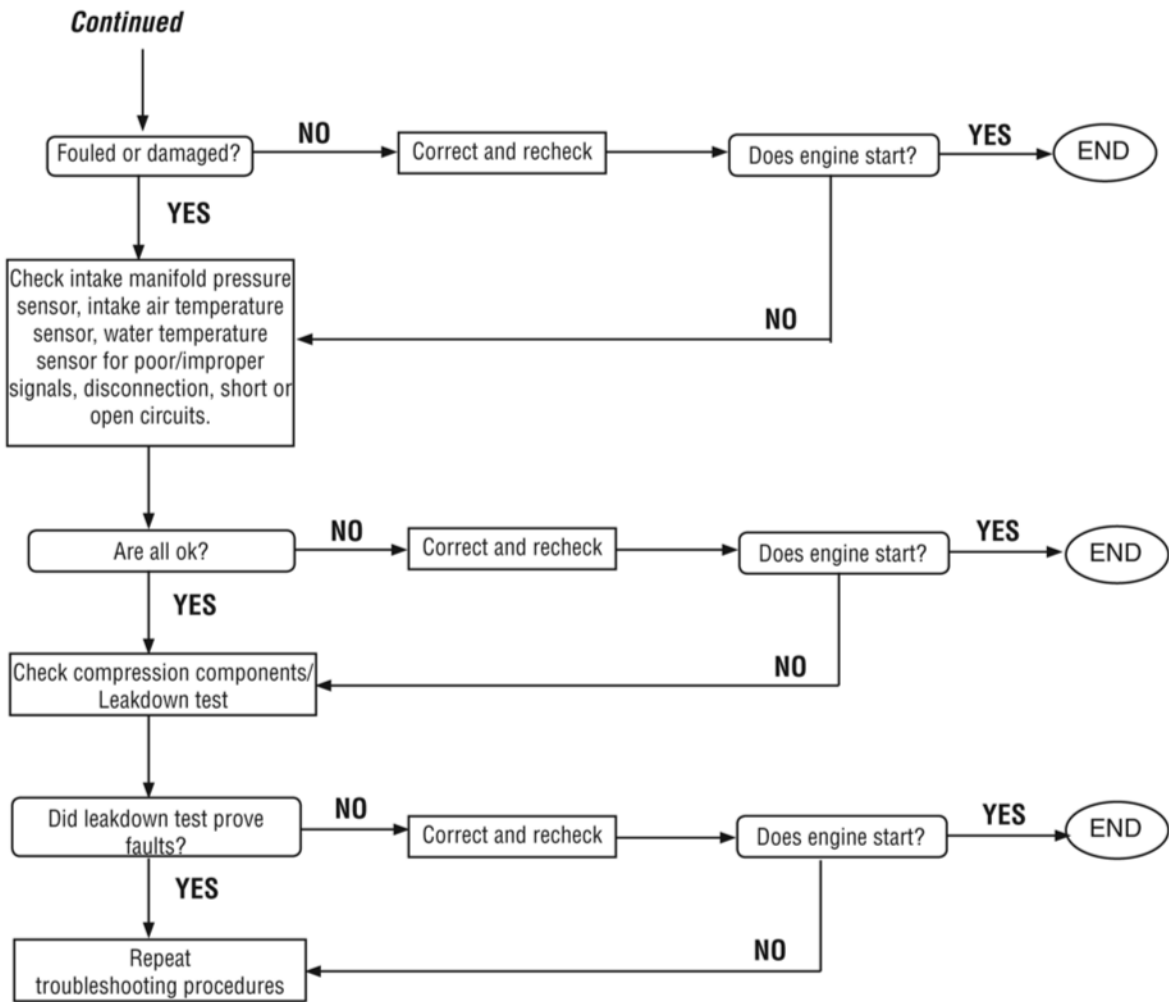 Continued
Fouled or damaged?
NO
Correct and recheck
Does engine start?
YES
END
YES
Check intake manifold pressure
sensor, intake air temperature
sensor, water temperature
sensor for poor/improper
signals, disconnection, short or
open circuits.
NO
Are all ok?
NO
Correct and recheck
Does engine start?
YES
END
YES
Check compression components/
Leakdown test
NO
Did leakdown test prove
faults?
NO
Correct and recheck
Does engine start?
YES
END
YES
Repeat
troubleshooting procedures
NO